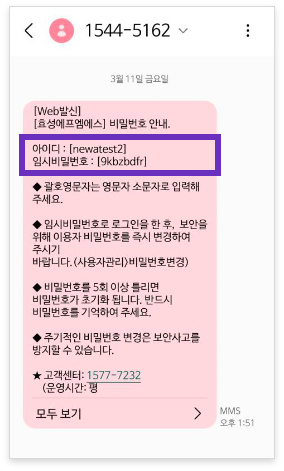 1544-5162
3월 11일 금요일
[Web발신]
[효성에프엠에스] 비밀번호 안내.
아이디 : [newatest2]
임시비밀번호 : [9kbzbdfr]
◆ 괄호영문자는 영문자 소문자로 입력해
주세요.
◆ 임시비밀번호로 로그인을 한 후, 보안을
위해 이용자 비밀번호를 즉시 변경하여
주시기
바랍니다.(사용자관리>비밀번호변경)
◆ 비밀번호를 5회 이상 틀리면
비밀번호가 초기화 됩니다. 반드시
비밀번호를 기억하여 주세요.
◆ 주기적인 비밀번호 변경은 보안사고를
방지할 수 있습니다.
★ 고객센터: 1577-7232
(운영시간: 평
모두 보기
MMS
오후 1:51